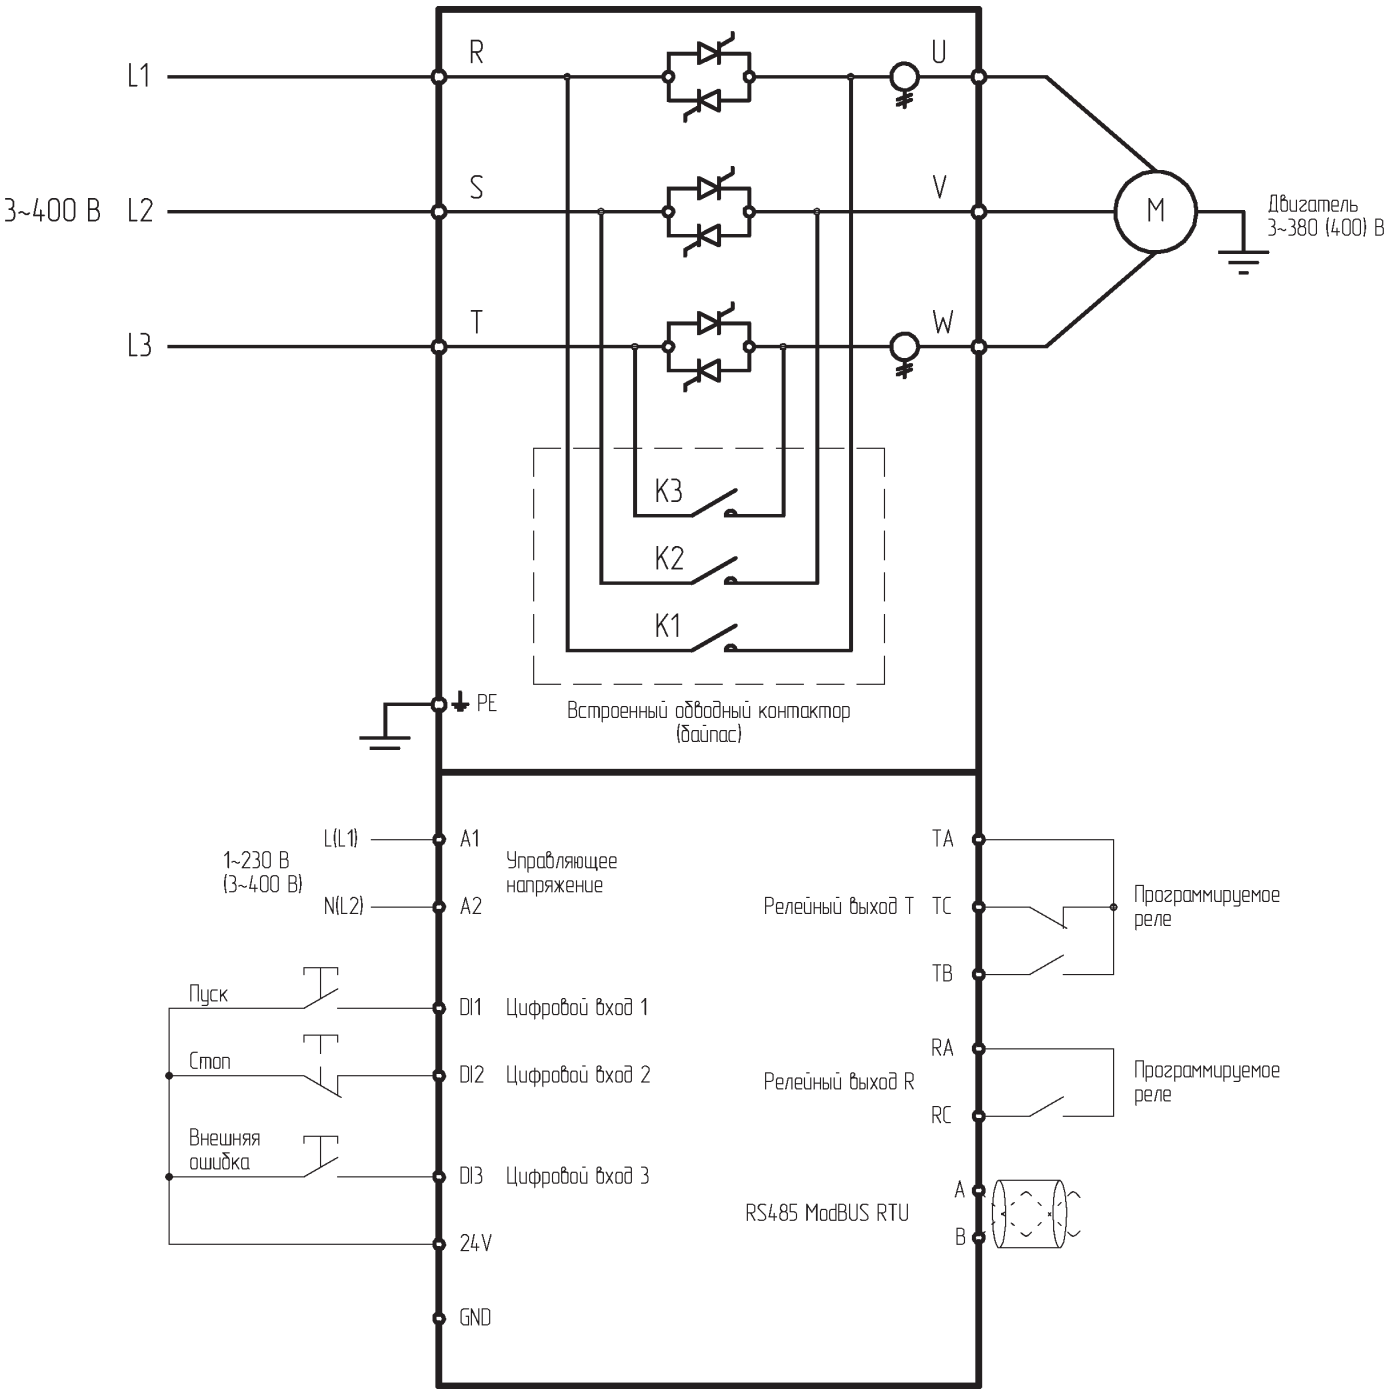 R
U
L1
S
V
3~400 В
L2
M
Двигатель
3~380 (400) В
T
W
L3
K3
K2
K1
PE
Встроенный обводный контактор
(байпас)
L(L1)
A1
TA
1~230 В
(3~400 В)
Управляющее
напряжение
N(L2)
A2
Релейный выход T
TC
Программируемое
реле
TB
Пуск
DI1
Цифровой вход 1
Стоп
DI2
Цифровой вход 2
RA
Релейный выход R
Программируемое
реле
RC
Внешняя
ошибка
DI3
Цифровой вход 3
A
RS485 ModBUS RTU
B
24V
GND